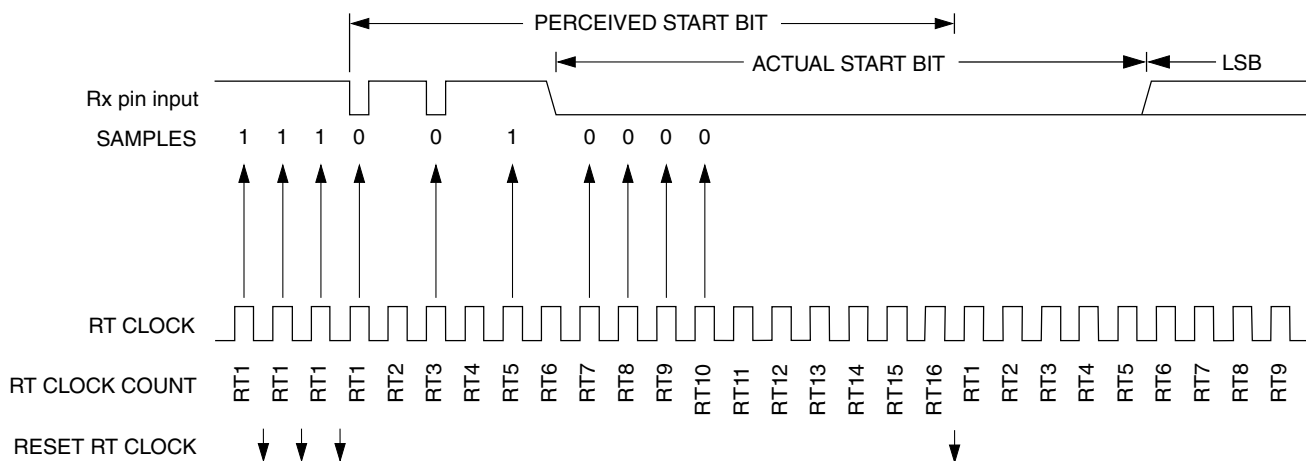 PERCEIVED START BIT
ACTUAL START BIT
LSB
Rx pin input
SAMPLES 1 1 1 0 0 1 0 0 0 0
RT CLOCK
RT CLOCK COUNT RT1 RT1 RT1 RT1 RT2 RT3 RT4 RT5 RT6 RT7 RT8 RT9 RT10 RT11 RT12 RT13 RT14 RT15 RT16 RT1 RT2 RT3 RT4 RT5 RT6 RT7 RT8 RT9
RESET RT CLOCK